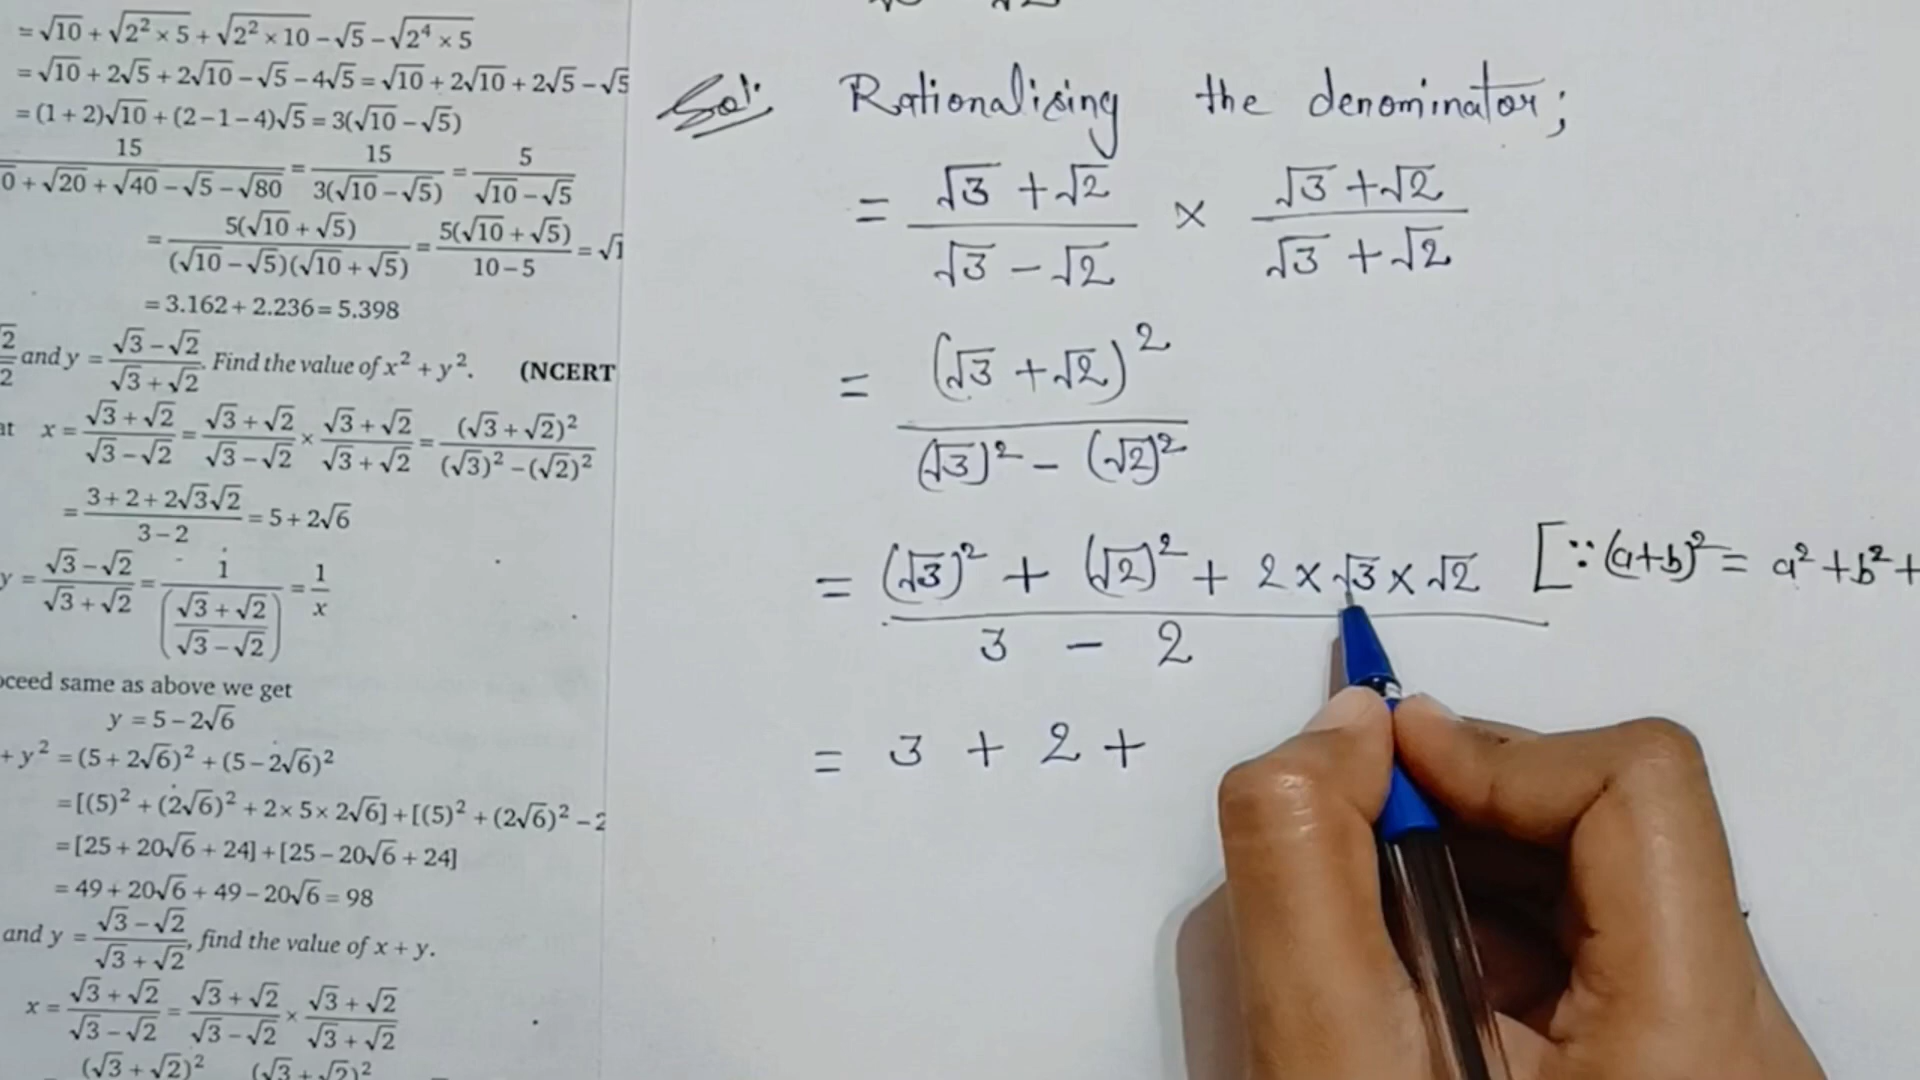 = √10 + √(2² × 5) + √(2² × 10) − √5 − √(2⁴ × 5)
= √10 + 2√5 + 2√10 − √5 − 4√5 = √10 + 2√10 + 2√5 − √5
= (1 + 2)√10 + (2 − 1 − 4)√5 = 3(√10 − √5)
15/(0 + √20 + √40 − √5 − √80) = 15/(3(√10 − √5)) = 5/(√10 − √5)
= 5(√10 + √5)/((√10 − √5)(√10 + √5)) = 5(√10 + √5)/(10 − 5) = √1
= 3.162 + 2.236 = 5.398
2/2 and y = (√3 − √2)/(√3 + √2). Find the value of x² + y². (NCERT
at x = (√3 + √2)/(√3 − √2) = (√3 + √2)/(√3 − √2) × (√3 + √2)/(√3 + √2) = (√3 + √2)²/((√3)² − (√2)²)
= (3 + 2 + 2√3√2)/(3 − 2) = 5 + 2√6
y = (√3 − √2)/(√3 + √2) = 1/((√3 + √2)/(√3 − √2)) = 1/x
oceed same as above we get
y = 5 − 2√6
+ y² = (5 + 2√6)² + (5 − 2√6)²
= [(5)² + (2√6)² + 2 × 5 × 2√6] + [(5)² + (2√6)² − 2
= [25 + 20√6 + 24] + [25 − 20√6 + 24]
= 49 + 20√6 + 49 − 20√6 = 98
and y = (√3 − √2)/(√3 + √2), find the value of x + y.
x = (√3 + √2)/(√3 − √2) = (√3 + √2)/(√3 − √2) × (√3 + √2)/(√3 + √2)
(√3 + √2)² (√3 + √2)²
Sol: Rationalising the denominator;
= (√3 + √2)/(√3 − √2) × (√3 + √2)/(√3 + √2)
= (√3 + √2)²/((√3)² − (√2)²)
= ((√3)² + (√2)² + 2 × √3 × √2)/(3 − 2) [∵ (a+b)² = a² + b² +
= 3 + 2 +